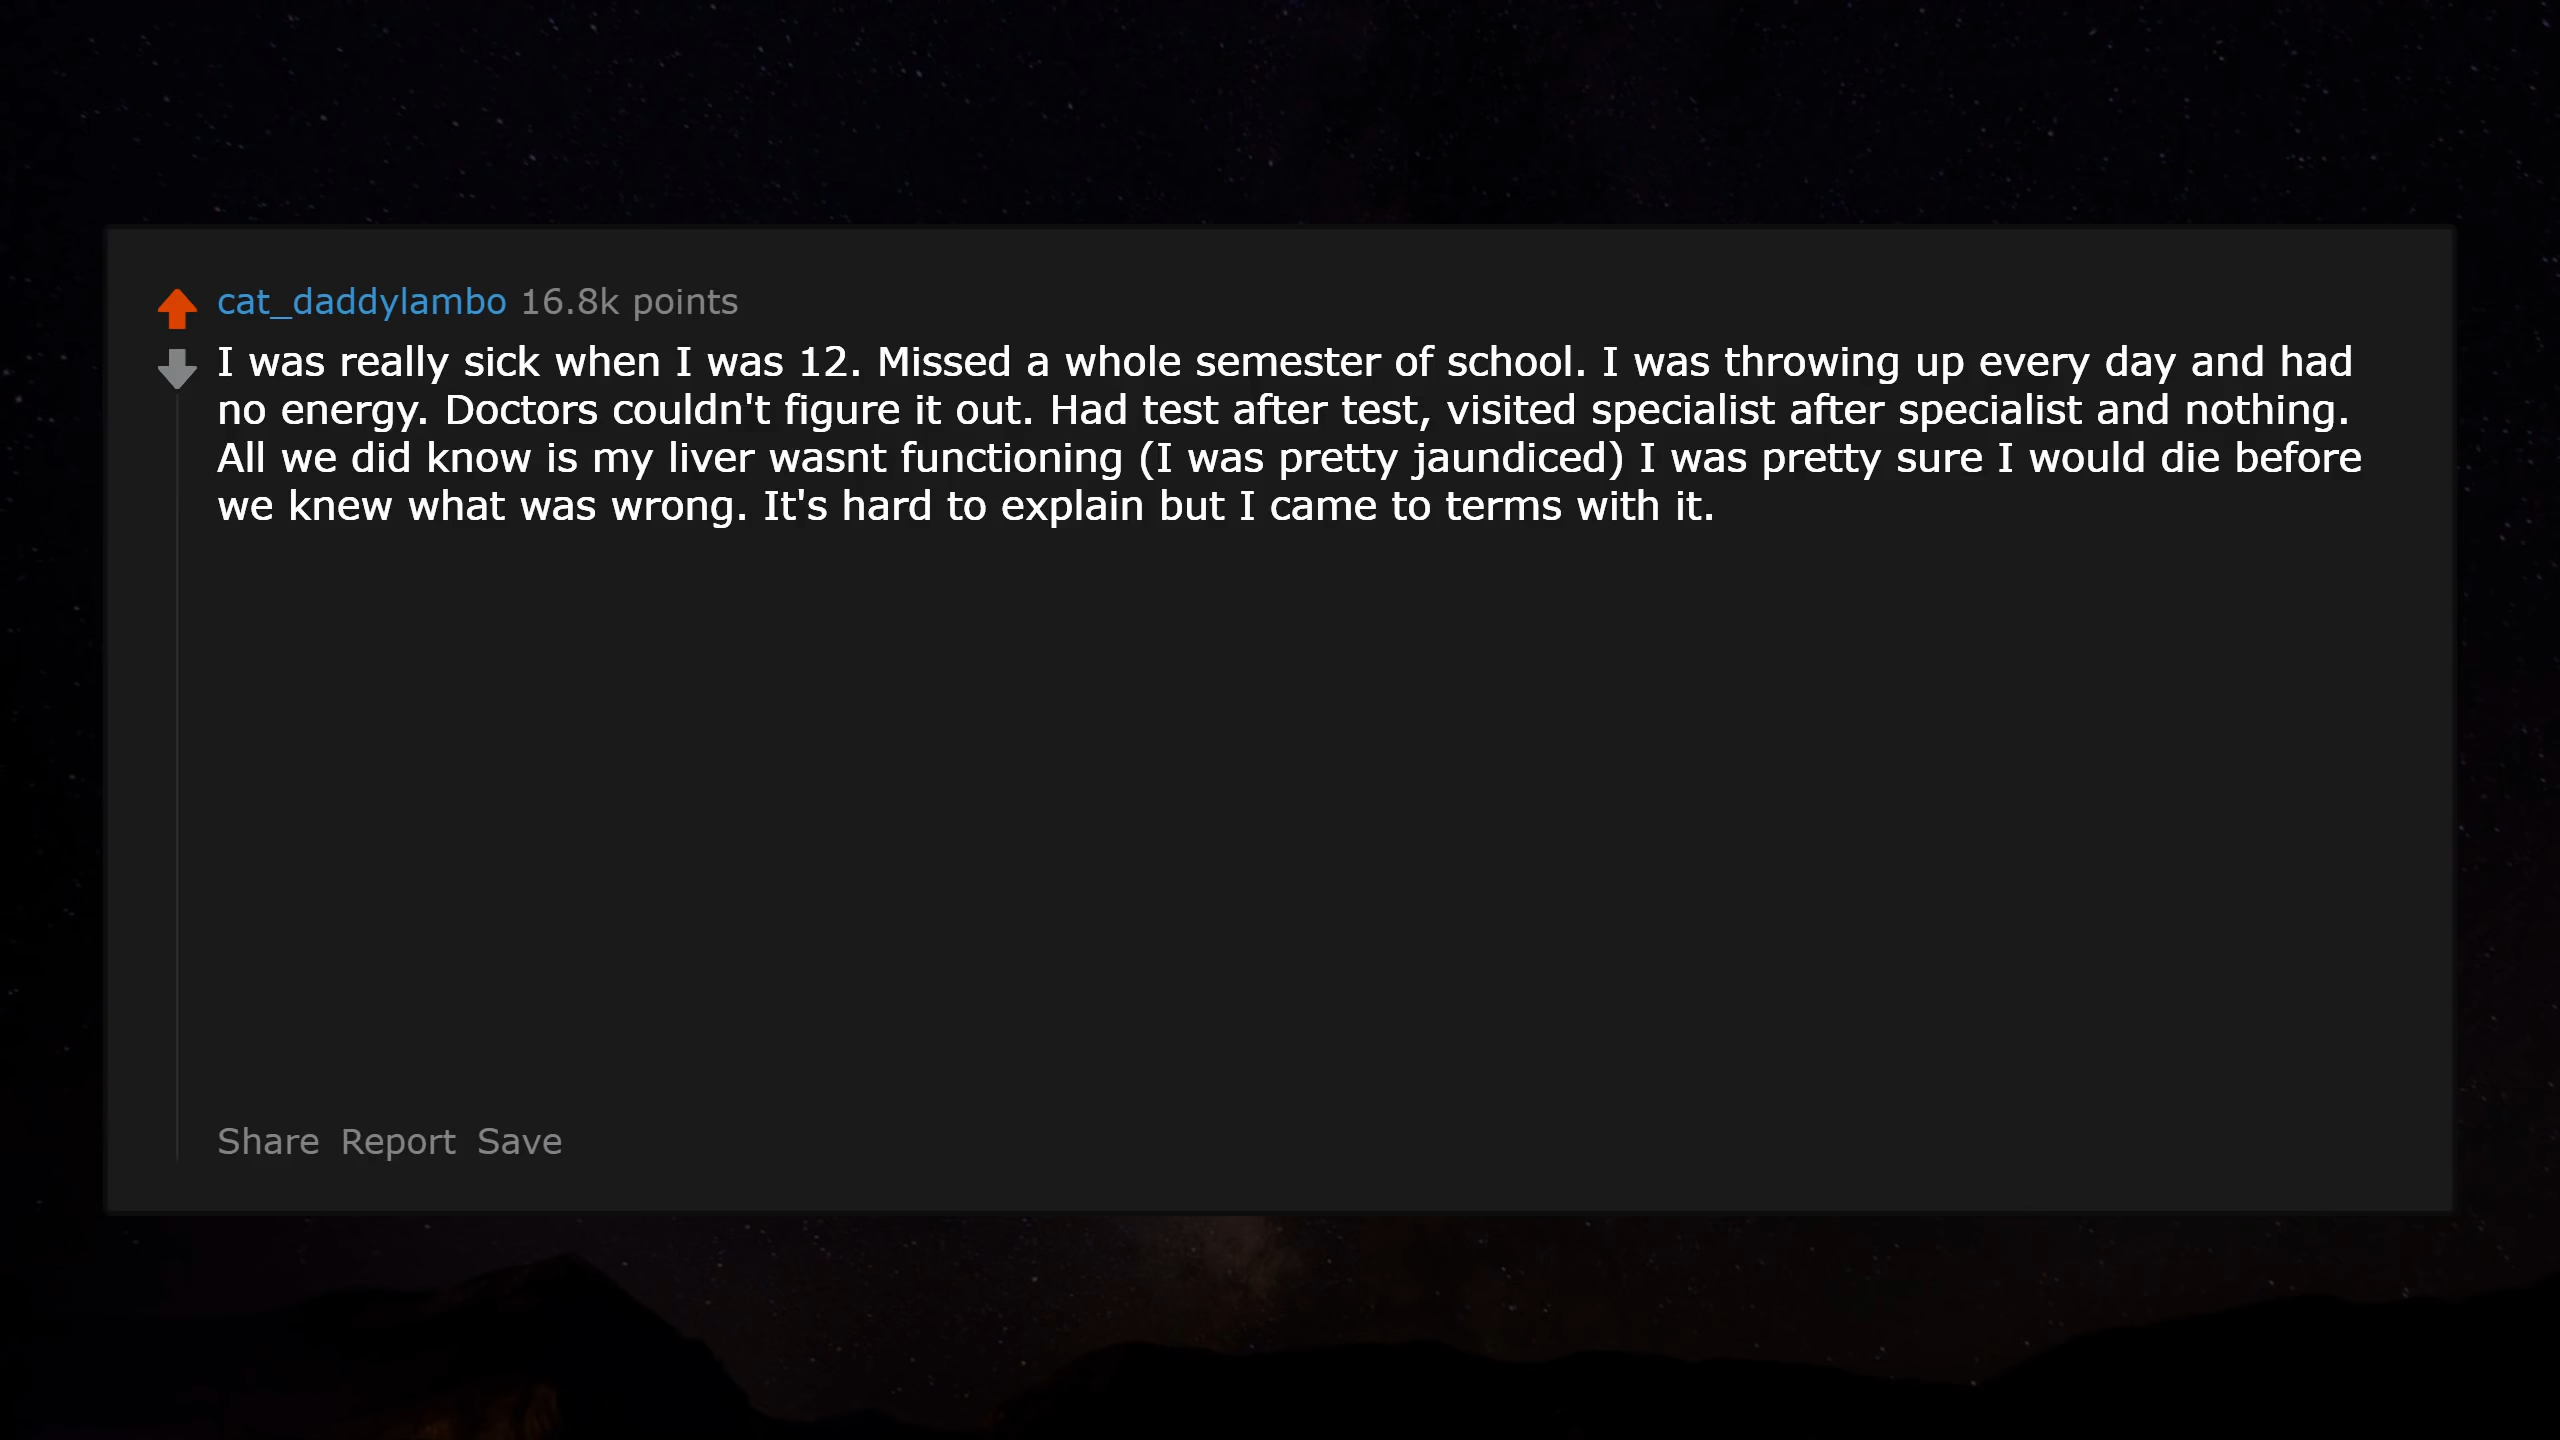 cat_daddylambo 16.8k points
I was really sick when I was 12. Missed a whole semester of school. I was throwing up every day and had
no energy. Doctors couldn't figure it out. Had test after test, visited specialist after specialist and nothing.
All we did know is my liver wasnt functioning (I was pretty jaundiced) I was pretty sure I would die before
we knew what was wrong. It's hard to explain but I came to terms with it.
Share Report Save